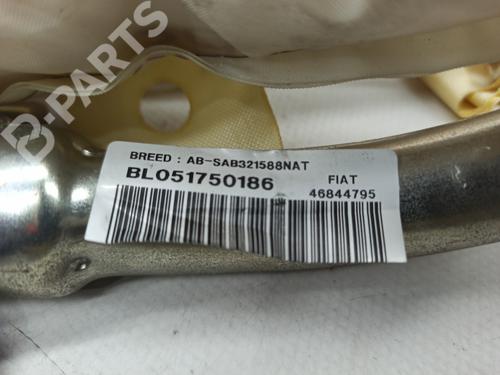 B-PARTS
BREED : AB-SAB321588NAT
BL051750186
FIAT
46844795